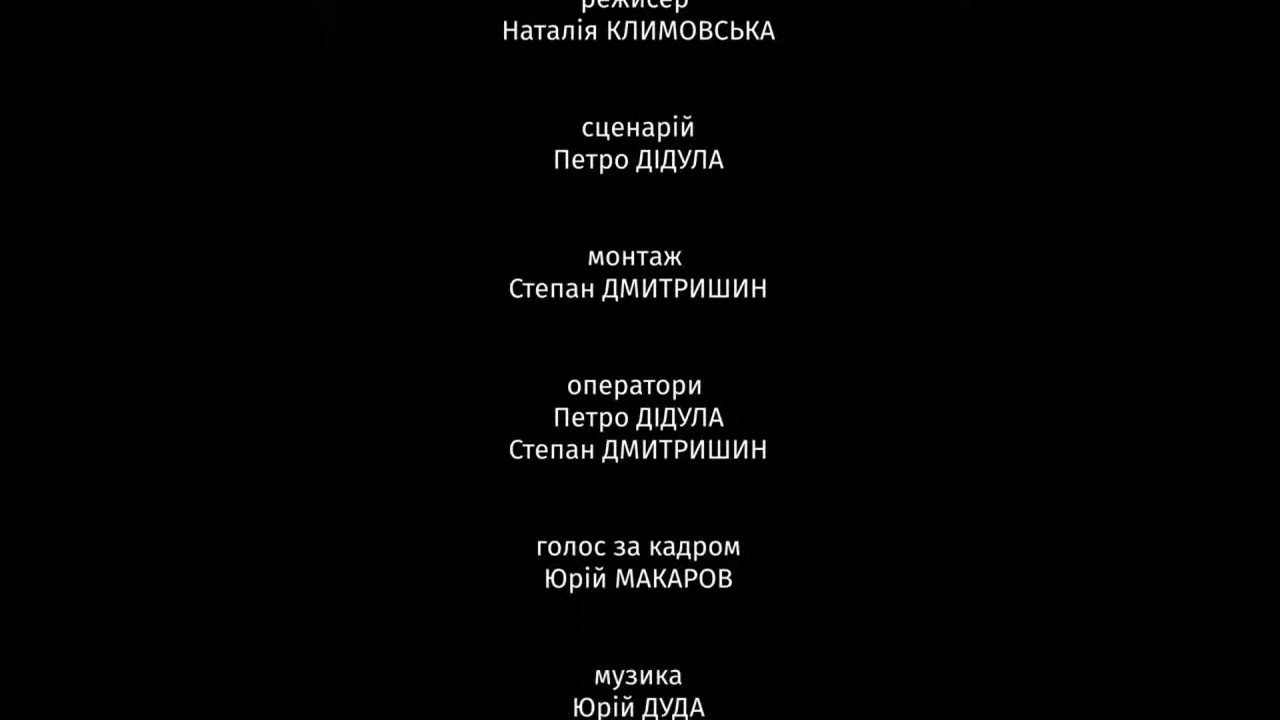 режисер
Наталія КЛИМОВСЬКА
сценарій
Петро ДІДУЛА
монтаж
Степан ДМИТРИШИН
оператори
Петро ДІДУЛА
Степан ДМИТРИШИН
голос за кадром
Юрій МАКАРОВ
музика
Юрій ДУДА